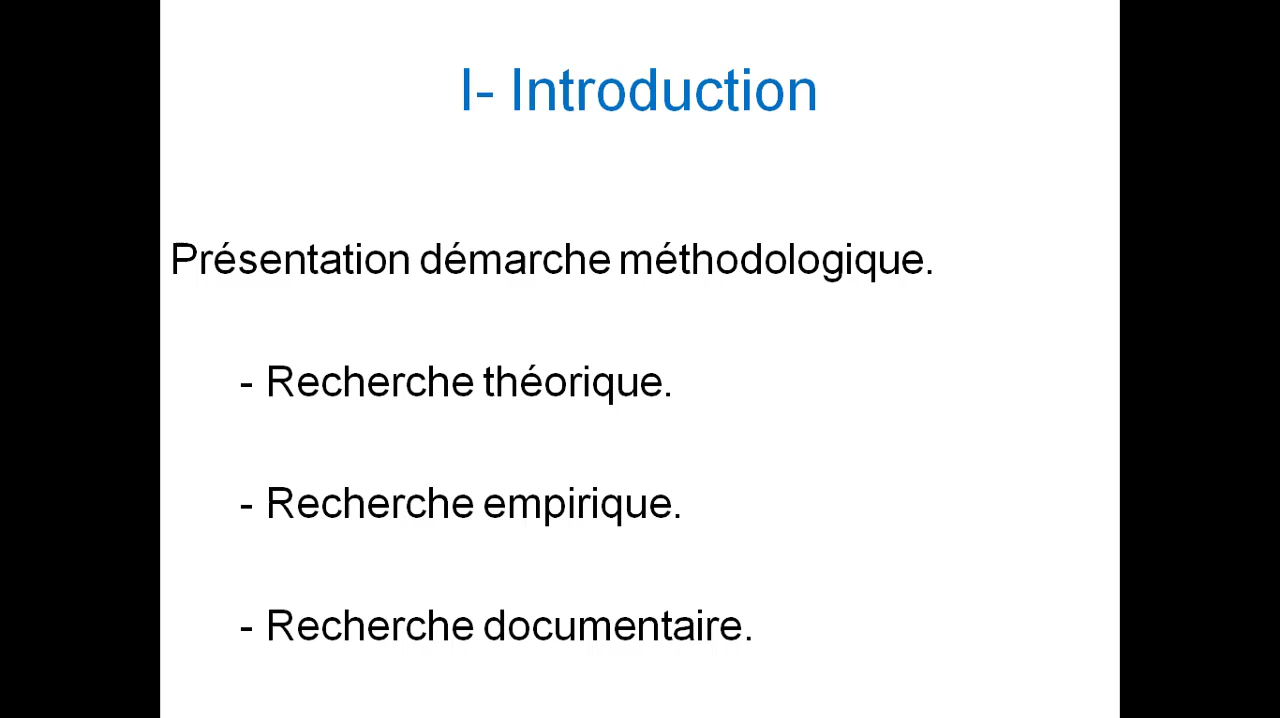 I- Introduction
Présentation démarche méthodologique.
- Recherche théorique.
- Recherche empirique.
- Recherche documentaire.